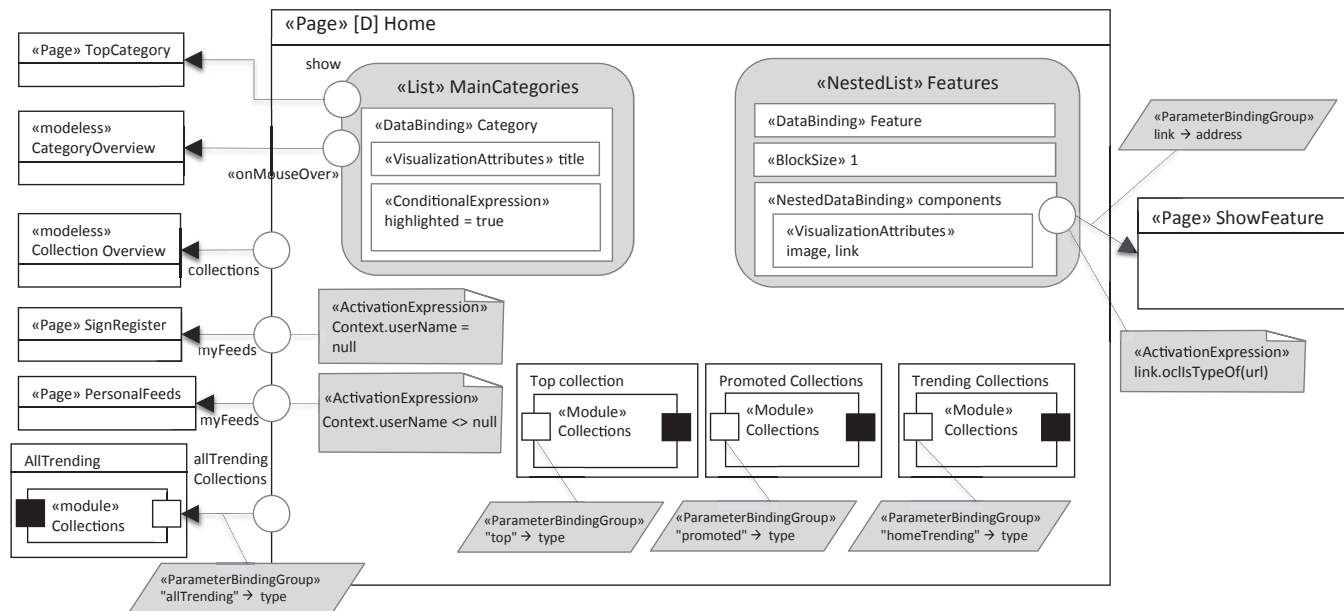 «Page» [D] Home
«Page» TopCategory
show
«modeless»
CategoryOverview
«onMouseOver»
«List» MainCategories
«DataBinding» Category
«VisualizationAttributes» title
«ConditionalExpression»
highlighted = true
«NestedList» Features
«DataBinding» Feature
«BlockSize» 1
«NestedDataBinding» components
«VisualizationAttributes»
image, link
«ParameterBindingGroup»
link → address
«Page» ShowFeature
«ActivationExpression»
link.oclIsTypeOf(url)
«modeless»
Collection Overview
collections
«Page» SignRegister
myFeeds
«ActivationExpression»
Context.userName =
null
«Page» PersonalFeeds
myFeeds
«ActivationExpression»
Context.userName <> null
AllTrending
«module»
Collections
allTrending
Collections
«ParameterBindingGroup»
"allTrending" → type
Top collection
«Module»
Collections
«ParameterBindingGroup»
"top" → type
Promoted Collections
«Module»
Collections
«ParameterBindingGroup»
"promoted" → type
Trending Collections
«Module»
Collections
«ParameterBindingGroup»
"homeTrending" → type